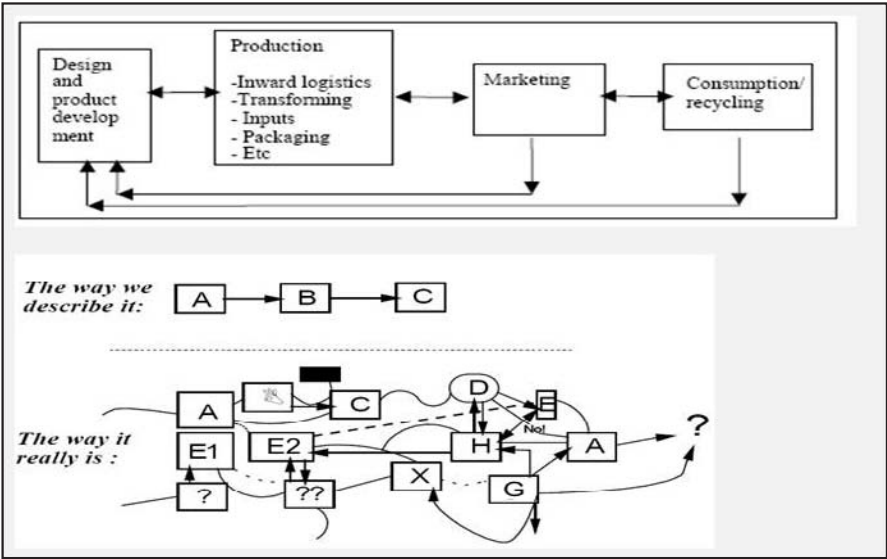 Design
and
product
develop
ment
Production
-Inward logistics
-Transforming
- Inputs
- Packaging
- Etc
Marketing
Consumption/
recycling
The way we
describe it:
A
B
C
The way it
really is :
A
C
D
E
No!
E1
E2
H
A
?
?
??
X
G